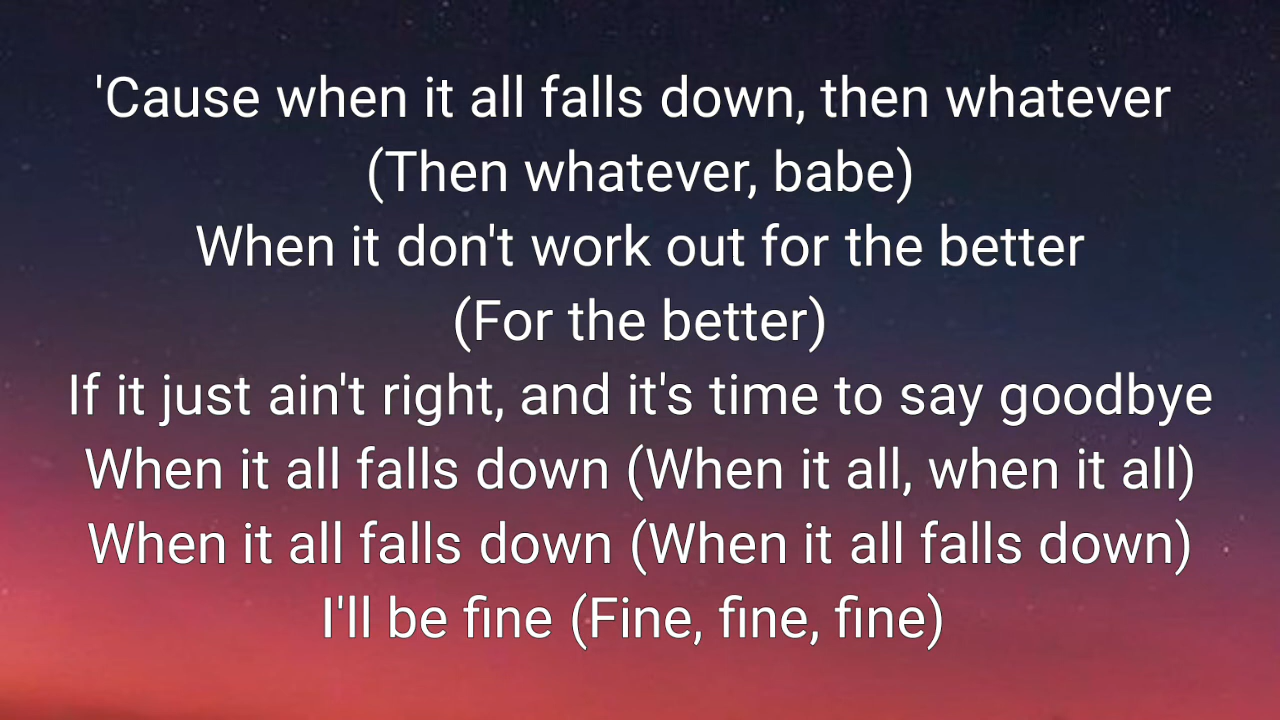 'Cause when it all falls down, then whatever
(Then whatever, babe)
When it don't work out for the better
(For the better)
If it just ain't right, and it's time to say goodbye
When it all falls down (When it all, when it all)
When it all falls down (When it all falls down)
I'll be fine (Fine, fine, fine)